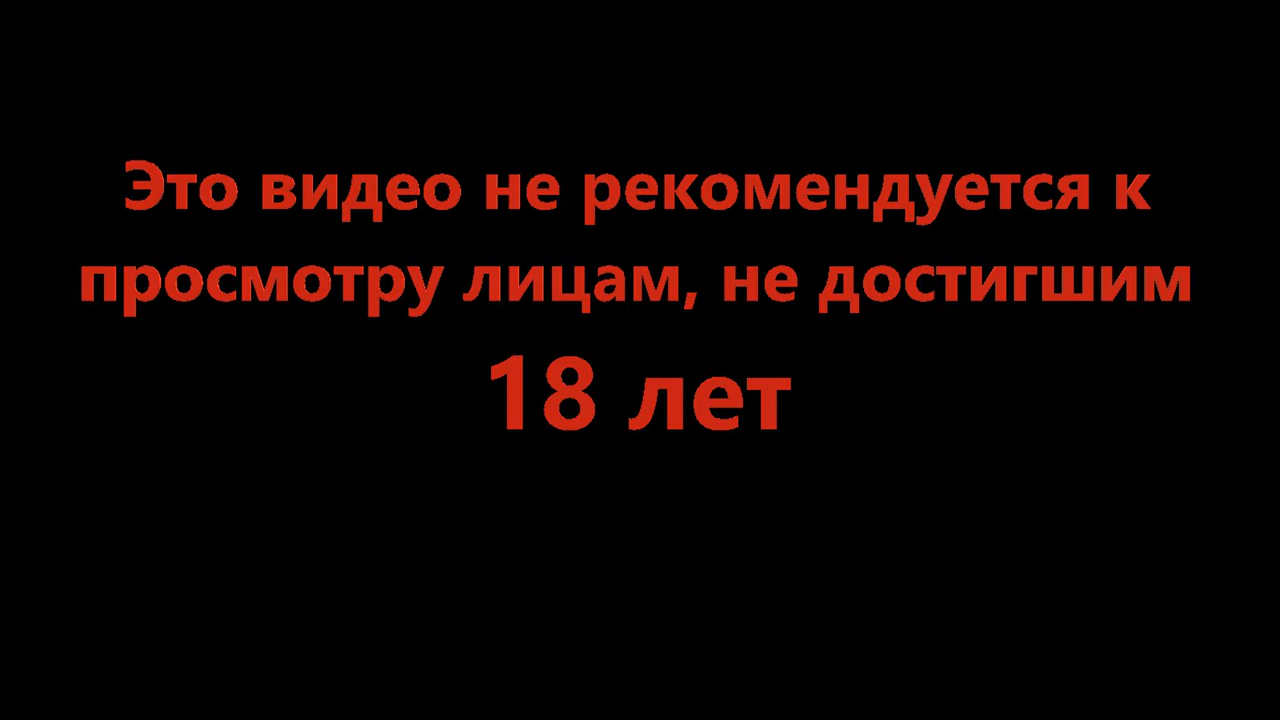 Это видео не рекомендуется к
просмотру лицам, не достигшим
18 лет